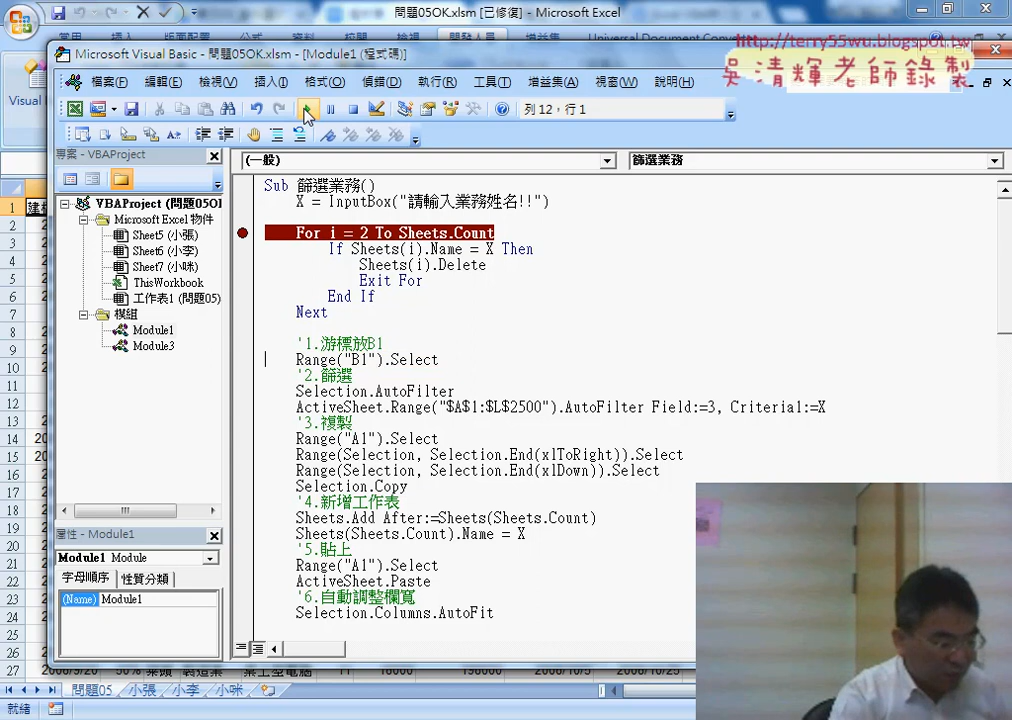 問題05OK.xlsm [已修復] - Microsoft Excel
http://terry55wu.blogspot.tw
吳清輝老師錄製
Microsoft Visual Basic - 問題05OK.xlsm - [Module1 (程式碼)]
檔案(F) 編輯(E) 檢視(V) 插入(I) 格式(O) 偵錯(D) 執行(R) 工具(T) 增益集(A) 視窗(W) 說明(H)
列 12，行 1
專案 - VBAProject
(一般) 篩選業務
VBAProject (問題05O
Microsoft Excel 物件
Sheet5 (小張)
Sheet6 (小李)
Sheet7 (小咪)
ThisWorkbook
工作表1 (問題05)
模組
Module1
Module3
Sub 篩選業務()
X = InputBox("請輸入業務姓名!!")
For i = 2 To Sheets.Count
If Sheets(i).Name = X Then
Sheets(i).Delete
Exit For
End If
Next
'1.游標放B1
Range("B1").Select
'2.篩選
Selection.AutoFilter
ActiveSheet.Range("$A$1:$L$2500").AutoFilter Field:=3, Criteria1:=X
'3.複製
Range("A1").Select
Range(Selection, Selection.End(xlToRight)).Select
Range(Selection, Selection.End(xlDown)).Select
Selection.Copy
'4.新增工作表
Sheets.Add After:=Sheets(Sheets.Count)
Sheets(Sheets.Count).Name = X
'5.貼上
Range("A1").Select
ActiveSheet.Paste
'6.自動調整欄寬
Selection.Columns.AutoFit
屬性 - Module1
Module1 Module
字母順序 性質分類
(Name) Module1
問題05 小張 小李 小咪
就緒